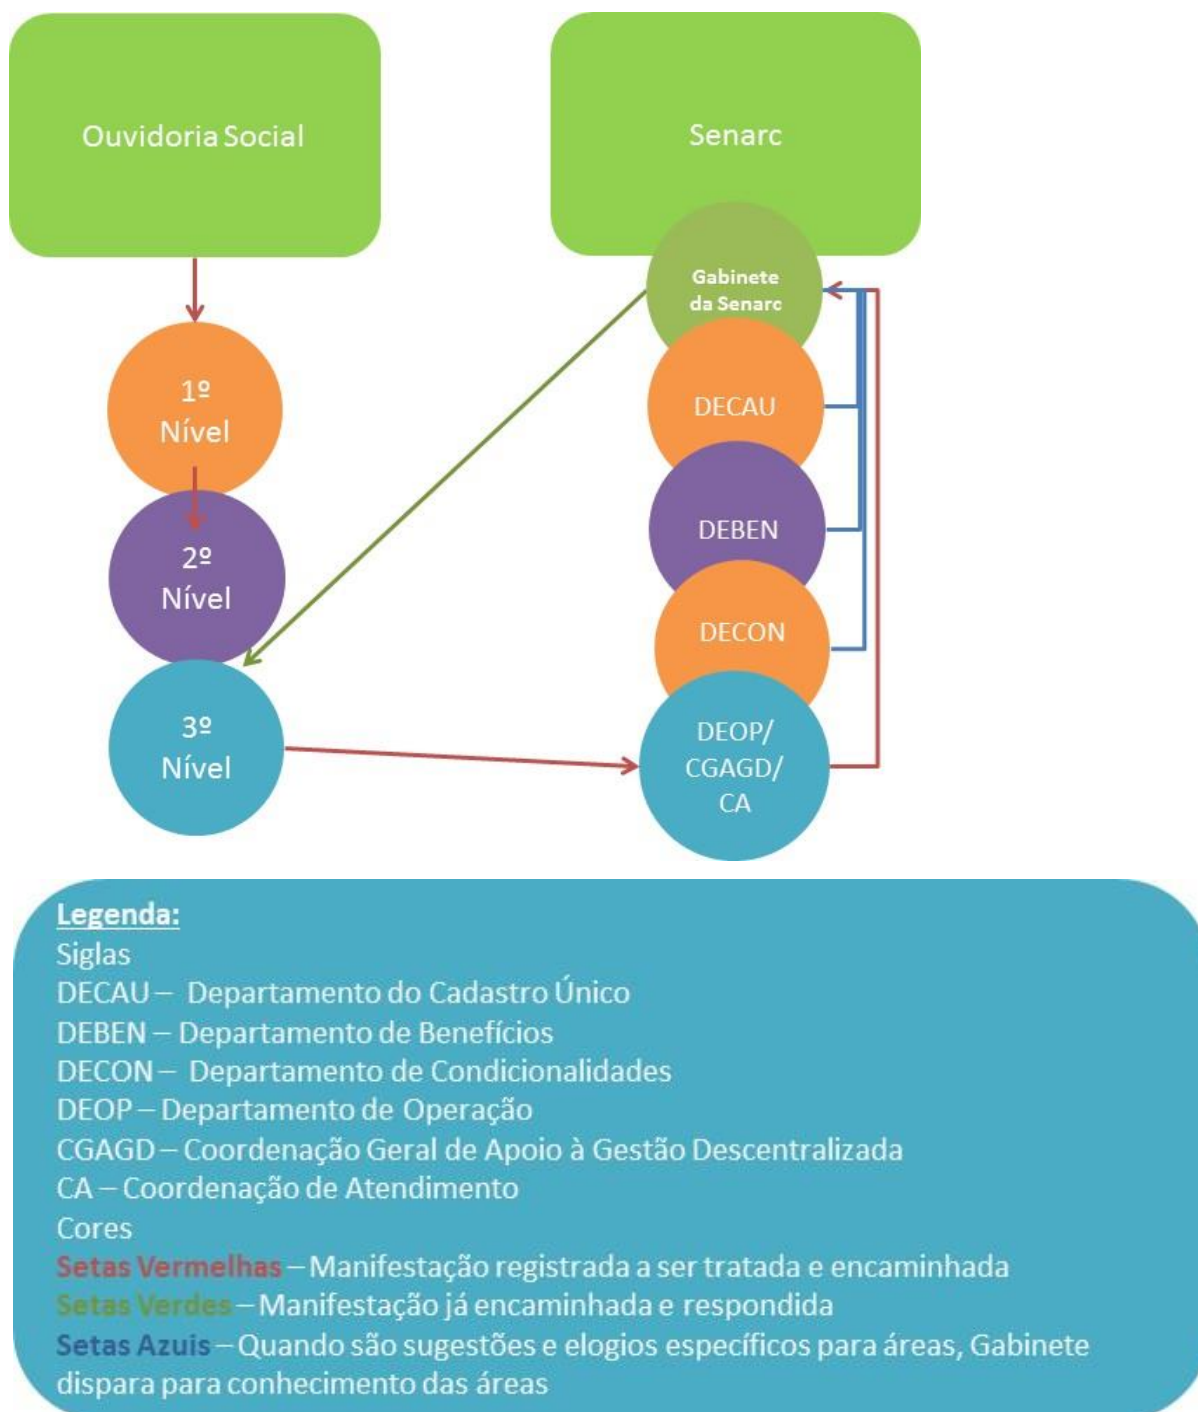 Ouvidoria Social
Senarc
1º
Nível
2º
Nível
3º
Nível
Gabinete
da Senarc
DECAU
DEBEN
DECON
DEOP/
CGAGD/
CA
Legenda:
Siglas
DECAU – Departamento do Cadastro Único
DEBEN – Departamento de Benefícios
DECON – Departamento de Condicionalidades
DEOP – Departamento de Operação
CGAGD – Coordenação Geral de Apoio à Gestão Descentralizada
CA – Coordenação de Atendimento
Cores
Setas Vermelhas – Manifestação registrada a ser tratada e encaminhada
Setas Verdes – Manifestação já encaminhada e respondida
Setas Azuis – Quando são sugestões e elogios específicos para áreas, Gabinete
dispara para conhecimento das áreas